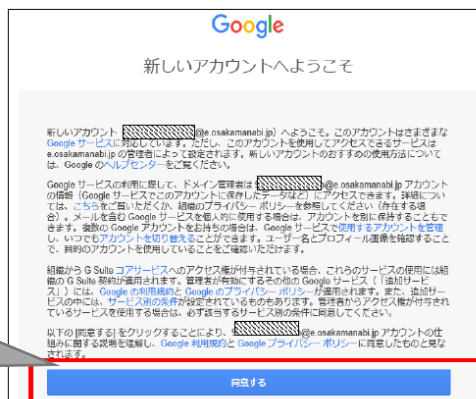 Google
新しいアカウントへようこそ
新しいアカウント（ @e.osakamanabi.jp）へようこそ。このアカウントはさまざまな
Google サービスに対応しています。ただし、このアカウントを使用してアクセスできるサービスは
e.osakamanabi.jp の管理者によって設定されます。新しいアカウントのおすすめの使用方法について
は、Google のヘルプセンターをご覧ください。
Google サービスの利用に際して、ドメイン管理者は @e.osakamanabi.jp アカウント
の情報（Google サービスでこのアカウントに保存したデータなど）にアクセスできます。詳細につい
ては、こちらをご覧いただくか、組織のプライバシー ポリシーを参照してください（存在する場
合）。メールを含む Google サービスを個人的に使用する場合は、アカウントを別に保持することもで
きます。複数の Google アカウントをお持ちの場合は、Google サービスで使用するアカウントを管理
し、いつでもアカウントを切り替えることができます。ユーザー名とプロフィール画像を確認すること
で、目的のアカウントを使用していることをご確認いただけます。
組織から G Suite コアサービスへのアクセス権が付与されている場合、これらのサービスの使用には組
織の G Suite 契約が適用されます。管理者が有効にするその他の Google サービス（「追加サービ
ス」）には、Google の利用規約と Google のプライバシー ポリシーが適用されます。また、追加サー
ビスの中には、サービス別の条件が設定されているものもあります。管理者からアクセス権が付与され
ているサービスを使用する場合は、必ず該当するサービス別の条件に同意してください。
以下の [同意する] をクリックすることにより、 @e.osakamanabi.jp アカウントの仕
組みに関する説明を理解し、Google 利用規約と Google プライバシー ポリシーに同意したものと見な
されます。
同意する